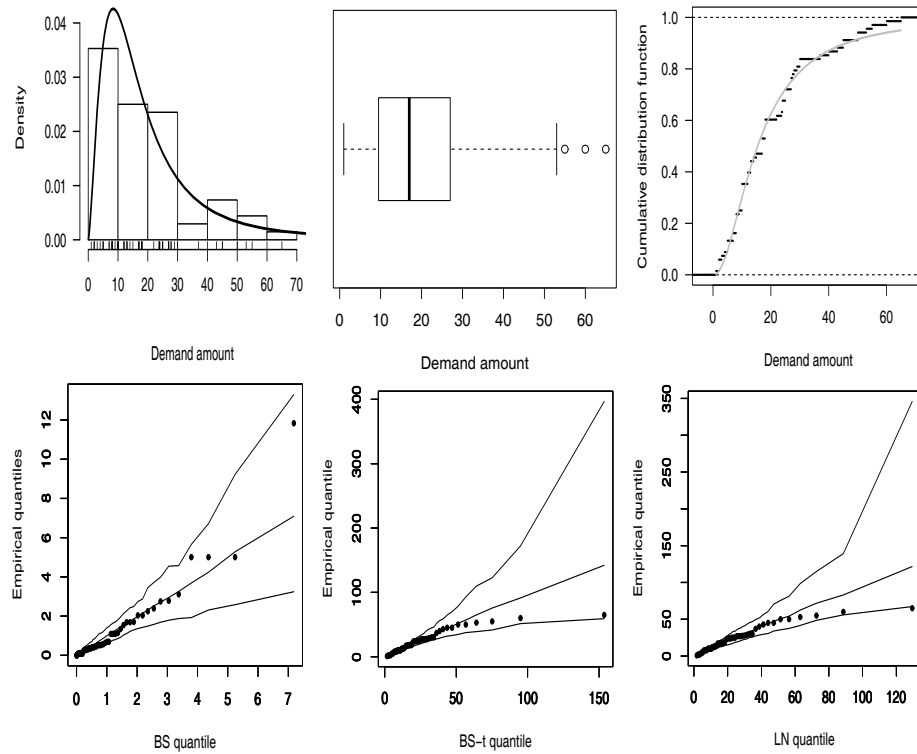 Density
0.00 0.01 0.02 0.03 0.04
0 10 20 30 40 50 60 70
Demand amount
0 10 20 30 40 50 60
Demand amount
Cumulative distribution function
0.0 0.2 0.4 0.6 0.8 1.0
0 20 40 60
Demand amount
Empirical quantiles
0 2 4 6 8 10 12
0 1 2 3 4 5 6 7
BS quantile
Empirical quantile
0 100 200 300 400
0 50 100 150
BS-t quantile
Empirical quantile
0 50 150 250 350
0 20 40 60 80 100 120
LN quantile